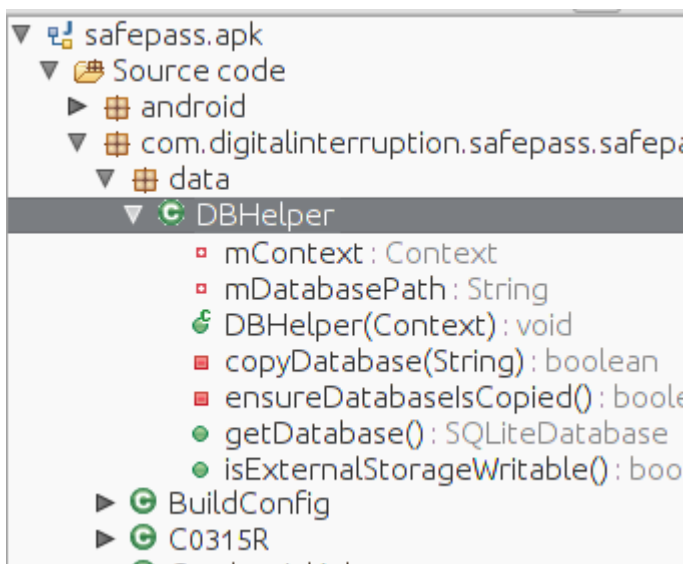 safepass.apk
Source code
android
com.digitalinterruption.safepass.safepa
data
DBHelper
mContext : Context
mDatabasePath : String
DBHelper(Context) : void
copyDatabase(String) : boolean
ensureDatabaseIsCopied() : boole
getDatabase() : SQLiteDatabase
isExternalStorageWritable() : boo
BuildConfig
C0315R